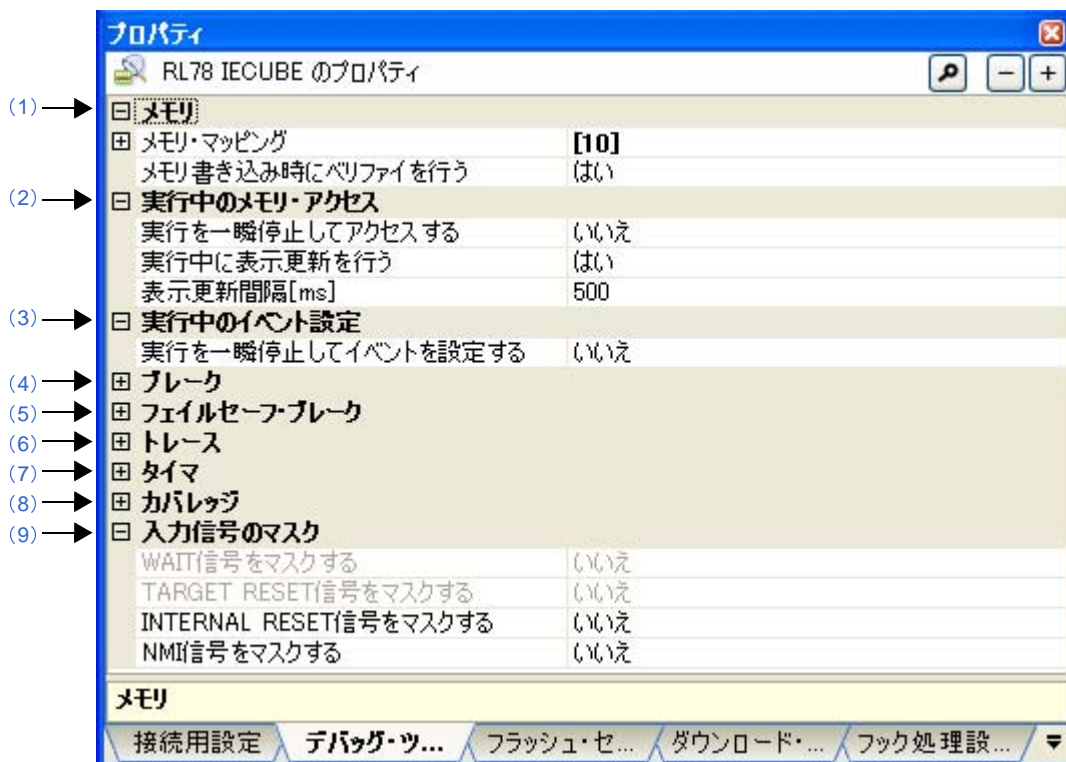 プロパティ
RL78 IECUBE のプロパティ
(1) メモリ
メモリ・マッピング [10]
メモリ書き込み時にベリファイを行う はい
(2) 実行中のメモリ・アクセス
実行を一瞬停止してアクセスする いいえ
実行中に表示更新を行う はい
表示更新間隔[ms] 500
(3) 実行中のイベント設定
実行を一瞬停止してイベントを設定する いいえ
(4) ブレーク
(5) フェイルセーフ・ブレーク
(6) トレース
(7) タイマ
(8) カバレッジ
(9) 入力信号のマスク
WAIT信号をマスクする いいえ
TARGET RESET信号をマスクする いいえ
INTERNAL RESET信号をマスクする いいえ
NMI信号をマスクする いいえ
メモリ
接続用設定 デバッグ・ツ... フラッシュ・セ... ダウンロード・... フック処理設...